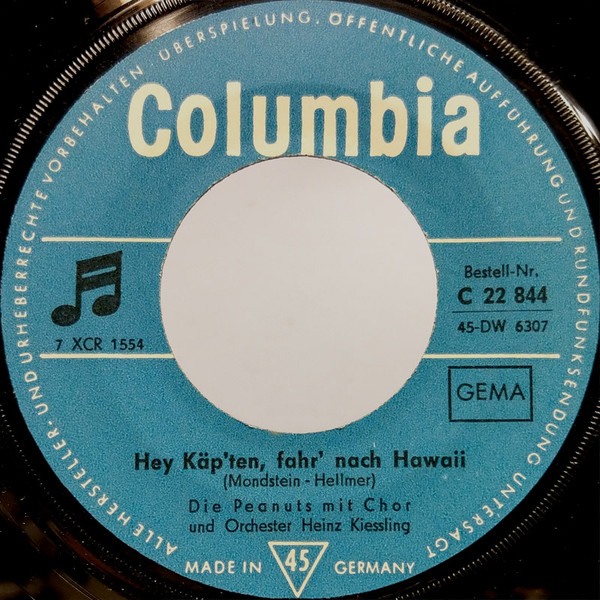 ALLE HERSTELLER- UND URHEBERRECHTE VORBEHALTEN. ÜBERSPIELUNG, ÖFFENTLICHE AUFFÜHRUNG UND RUNDFUNKSENDUNG UNTERSAGT
Columbia
Bestell-Nr.
C 22 844
45-DW 6307
7 XCR 1554
GEMA
Hey Käp'ten, fahr' nach Hawaii
(Mondstein - Hellmer)
Die Peanuts mit Chor
und Orchester Heinz Kiessling
MADE IN 45 GERMANY